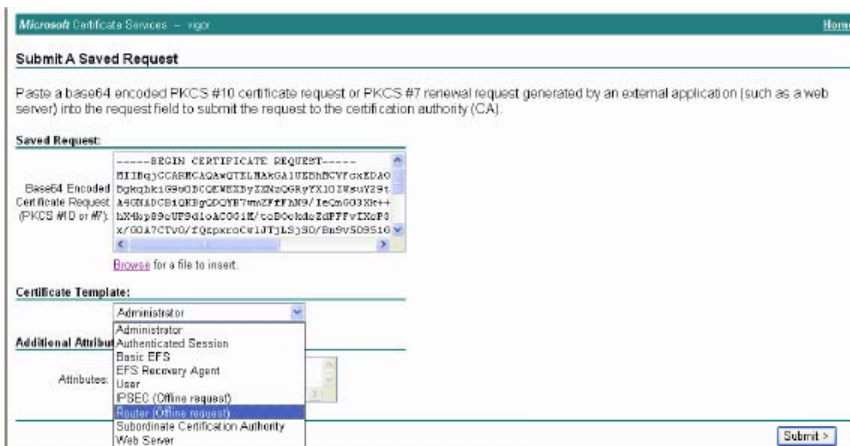 Microsoft Certificate Services -- vigor Home
Submit A Saved Request
Paste a base64 encoded PKCS #10 certificate request or PKCS #7 renewal request generated by an external application (such as a web
server) into the request field to submit the request to the certification authority (CA).
Saved Request:
-----BEGIN CERTIFICATE REQUEST-----
Base64 Encoded
Certificate Request
(PKCS #10 or #7):
Browse for a file to insert.
Certificate Template:
Administrator
Administrator
Authenticated Session
Basic EFS
EFS Recovery Agent
User
IPSEC (Offline request)
Router (Offline request)
Subordinate Certification Authority
Web Server
Additional
Attributes:
Submit >